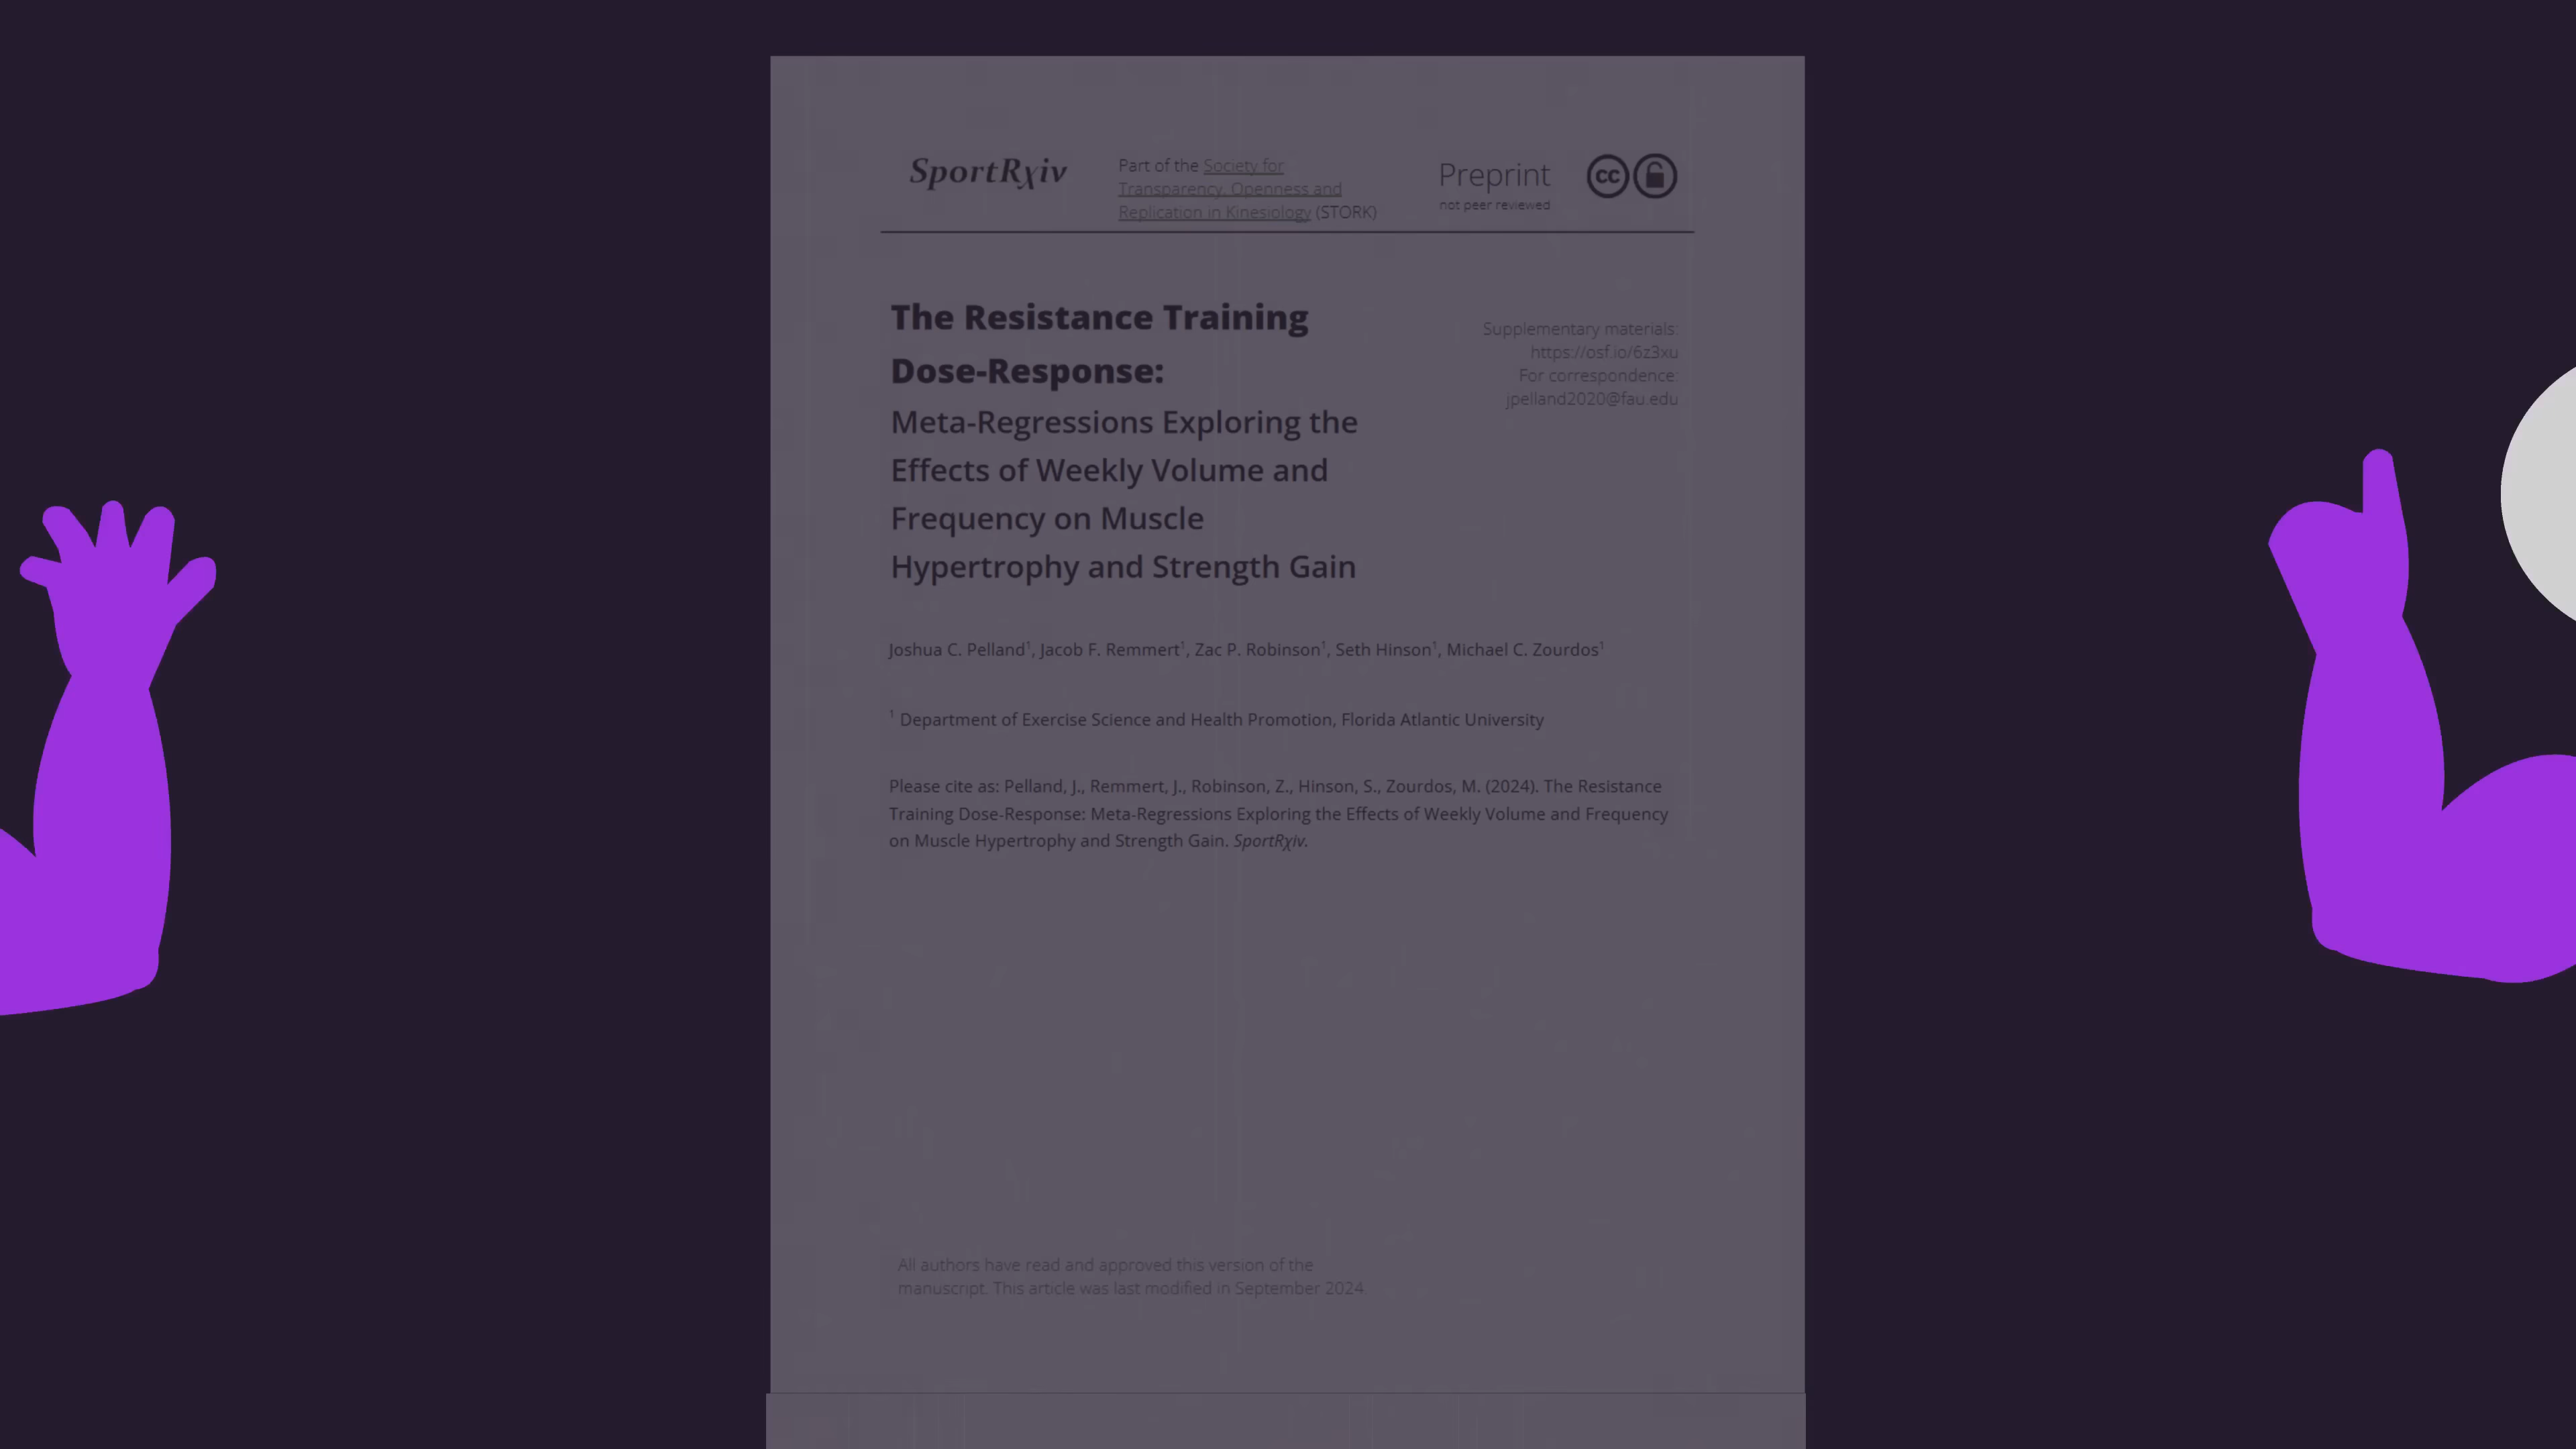 SportRχiv
Part of the Society for
Transparency, Openness and
Replication in Kinesiology (STORK)
Preprint
not peer reviewed
cc
The Resistance Training
Dose-Response:
Meta-Regressions Exploring the
Effects of Weekly Volume and
Frequency on Muscle
Hypertrophy and Strength Gain
Supplementary materials:
https://osf.io/6z3xu
For correspondence:
jpelland2020@fau.edu
Joshua C. Pelland¹, Jacob F. Remmert¹, Zac P. Robinson¹, Seth Hinson¹, Michael C. Zourdos¹
¹ Department of Exercise Science and Health Promotion, Florida Atlantic University
Please cite as: Pelland, J., Remmert, J., Robinson, Z., Hinson, S., Zourdos, M. (2024). The Resistance
Training Dose-Response: Meta-Regressions Exploring the Effects of Weekly Volume and Frequency
on Muscle Hypertrophy and Strength Gain. SportRχiv.
All authors have read and approved this version of the
manuscript. This article was last modified in September 2024